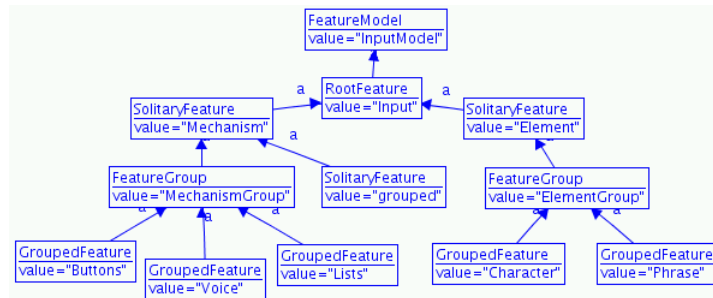 FeatureModel
value="InputModel"
a
RootFeature
value="Input"
a
SolitaryFeature
value="Mechanism"
SolitaryFeature
value="Element"
a
a
FeatureGroup
value="MechanismGroup"
SolitaryFeature
value="grouped"
FeatureGroup
value="ElementGroup"
a
a
a
a
a
GroupedFeature
value="Buttons"
GroupedFeature
value="Voice"
GroupedFeature
value="Lists"
GroupedFeature
value="Character"
GroupedFeature
value="Phrase"